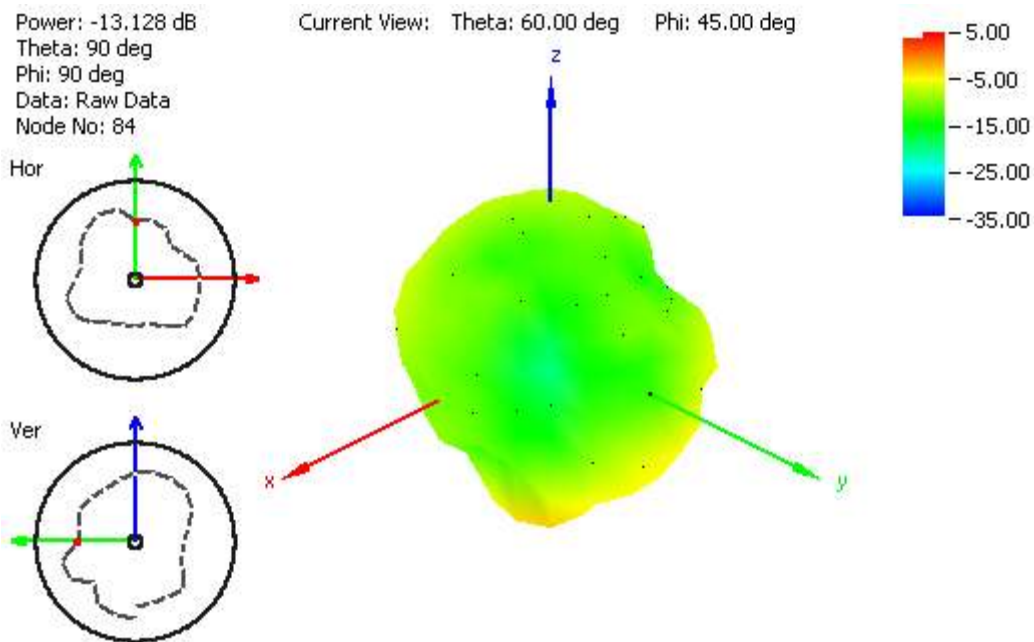 Power: -13.128 dB
Theta: 90 deg
Phi: 90 deg
Data: Raw Data
Node No: 84
Current View: Theta: 60.00 deg Phi: 45.00 deg
5.00
-5.00
-15.00
-25.00
-35.00
Hor
Ver
z
x
y